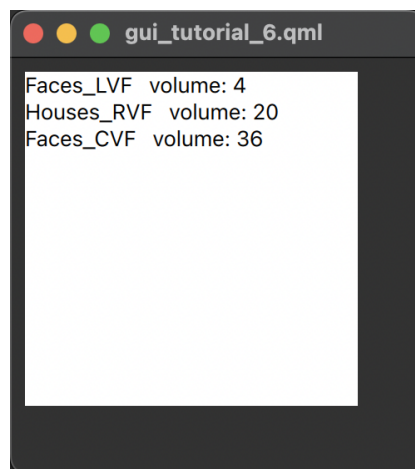 gui_tutorial_6.qml
Faces_LVF   volume: 4
Houses_RVF   volume: 20
Faces_CVF   volume: 36